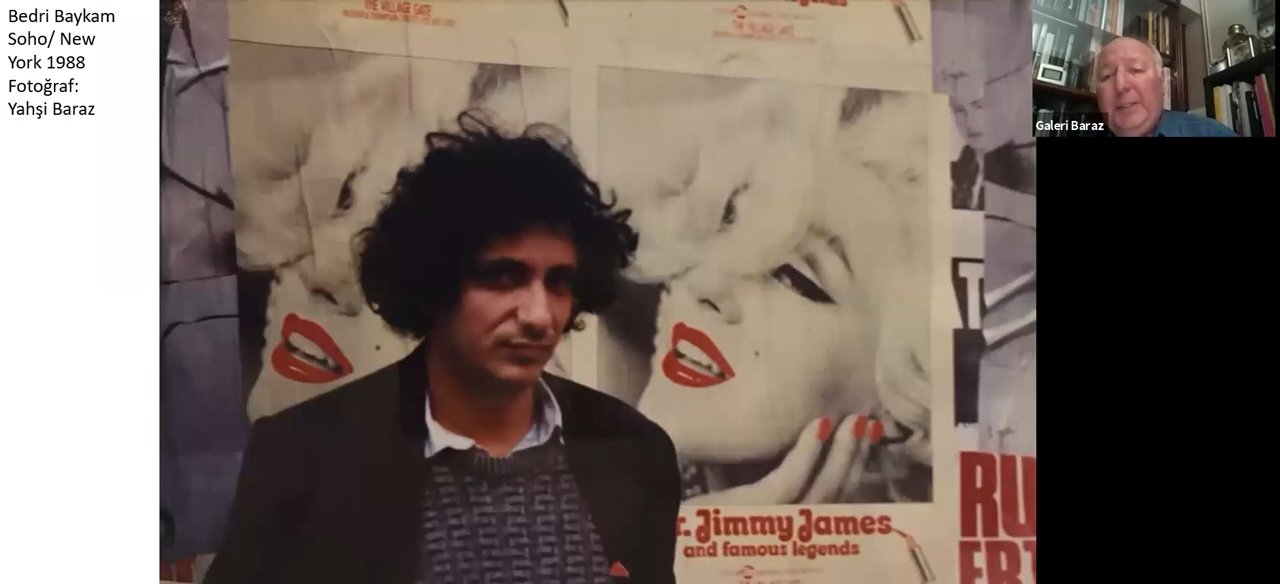 Bedri Baykam
Soho/ New
York 1988
Fotoğraf:
Yahşi Baraz
THE VILLAGE GATE
legends
THE VILLAGE GATE
Galeri Baraz
r. Jimmy James
and famous legends
RU